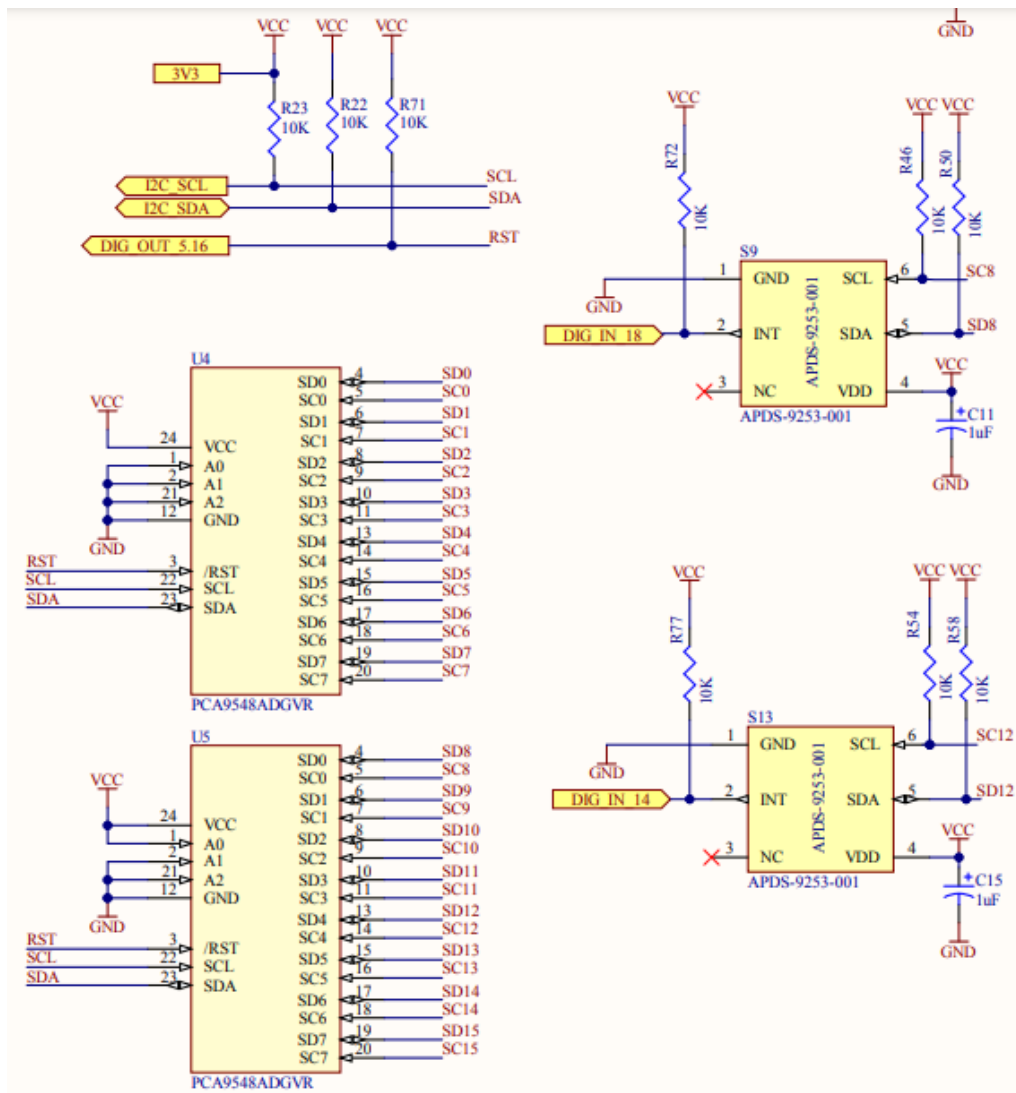 GND
VCC VCC VCC
3V3
R23 10K
R22 10K
R71 10K
I2C_SCL SCL
I2C_SDA SDA
DIG_OUT_5.16 RST
VCC
R72 10K
VCC VCC
R46 10K
R50 10K
S9
1 GND SCL 6 SC8
GND
DIG_IN_18 2 INT SDA 5 SD8
3 NC VDD 4
APDS-9253-001
APDS-9253-001
VCC
C11
1uF
GND
U4
VCC
24 VCC
1 A0
2 A1
21 A2
12 GND
GND
RST 3 /RST
SCL 22 SCL
SDA 23 SDA
SD0 4 SD0
SC0 5 SC0
SD1 6 SD1
SC1 7 SC1
SD2 8 SD2
SC2 9 SC2
SD3 10 SD3
SC3 11 SC3
SD4 13 SD4
SC4 14 SC4
SD5 15 SD5
SC5 16 SC5
SD6 17 SD6
SC6 18 SC6
SD7 19 SD7
SC7 20 SC7
PCA9548ADGVR
VCC
R77 10K
VCC VCC
R54 10K
R58 10K
S13
1 GND SCL 6 SC12
GND
DIG_IN_14 2 INT SDA 5 SD12
3 NC VDD 4
APDS-9253-001
APDS-9253-001
VCC
C15
1uF
GND
U5
VCC
24 VCC
1 A0
2 A1
21 A2
12 GND
GND
RST 3 /RST
SCL 22 SCL
SDA 23 SDA
SD0 4 SD8
SC0 5 SC8
SD1 6 SD9
SC1 7 SC9
SD2 8 SD10
SC2 9 SC10
SD3 10 SD11
SC3 11 SC11
SD4 13 SD12
SC4 14 SC12
SD5 15 SD13
SC5 16 SC13
SD6 17 SD14
SC6 18 SC14
SD7 19 SD15
SC7 20 SC15
PCA9548ADGVR